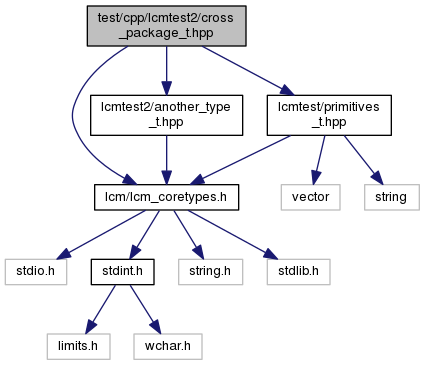 test/cpp/lcmtest2/cross
_package_t.hpp
lcmtest2/another_type
_t.hpp
lcmtest/primitives
_t.hpp
lcm/lcm_coretypes.h
vector
string
stdio.h
stdint.h
string.h
stdlib.h
limits.h
wchar.h